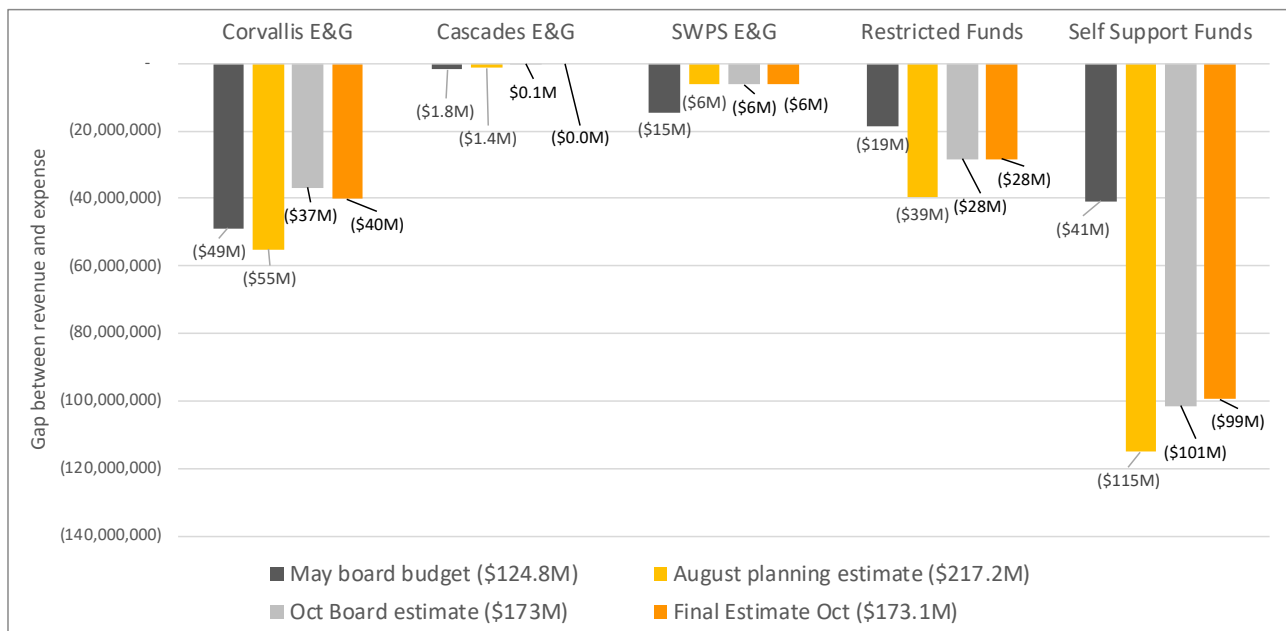 Corvallis E&G Cascades E&G SWPS E&G Restricted Funds Self Support Funds
-
(20,000,000)
(40,000,000)
(60,000,000)
(80,000,000)
(100,000,000)
(120,000,000)
(140,000,000)
Gap between revenue and expense
($49M)
($55M)
($37M)
($40M)
($1.8M)
($1.4M)
$0.1M)
($0.0M)
($15M)
($6M)
($6M)
($6M)
($19M)
($39M)
($28M)
($28M)
($41M)
($115M)
($101M)
($99M)
May board budget ($124.8M) August planning estimate ($217.2M)
Oct Board estimate ($173M) Final Estimate Oct ($173.1M)